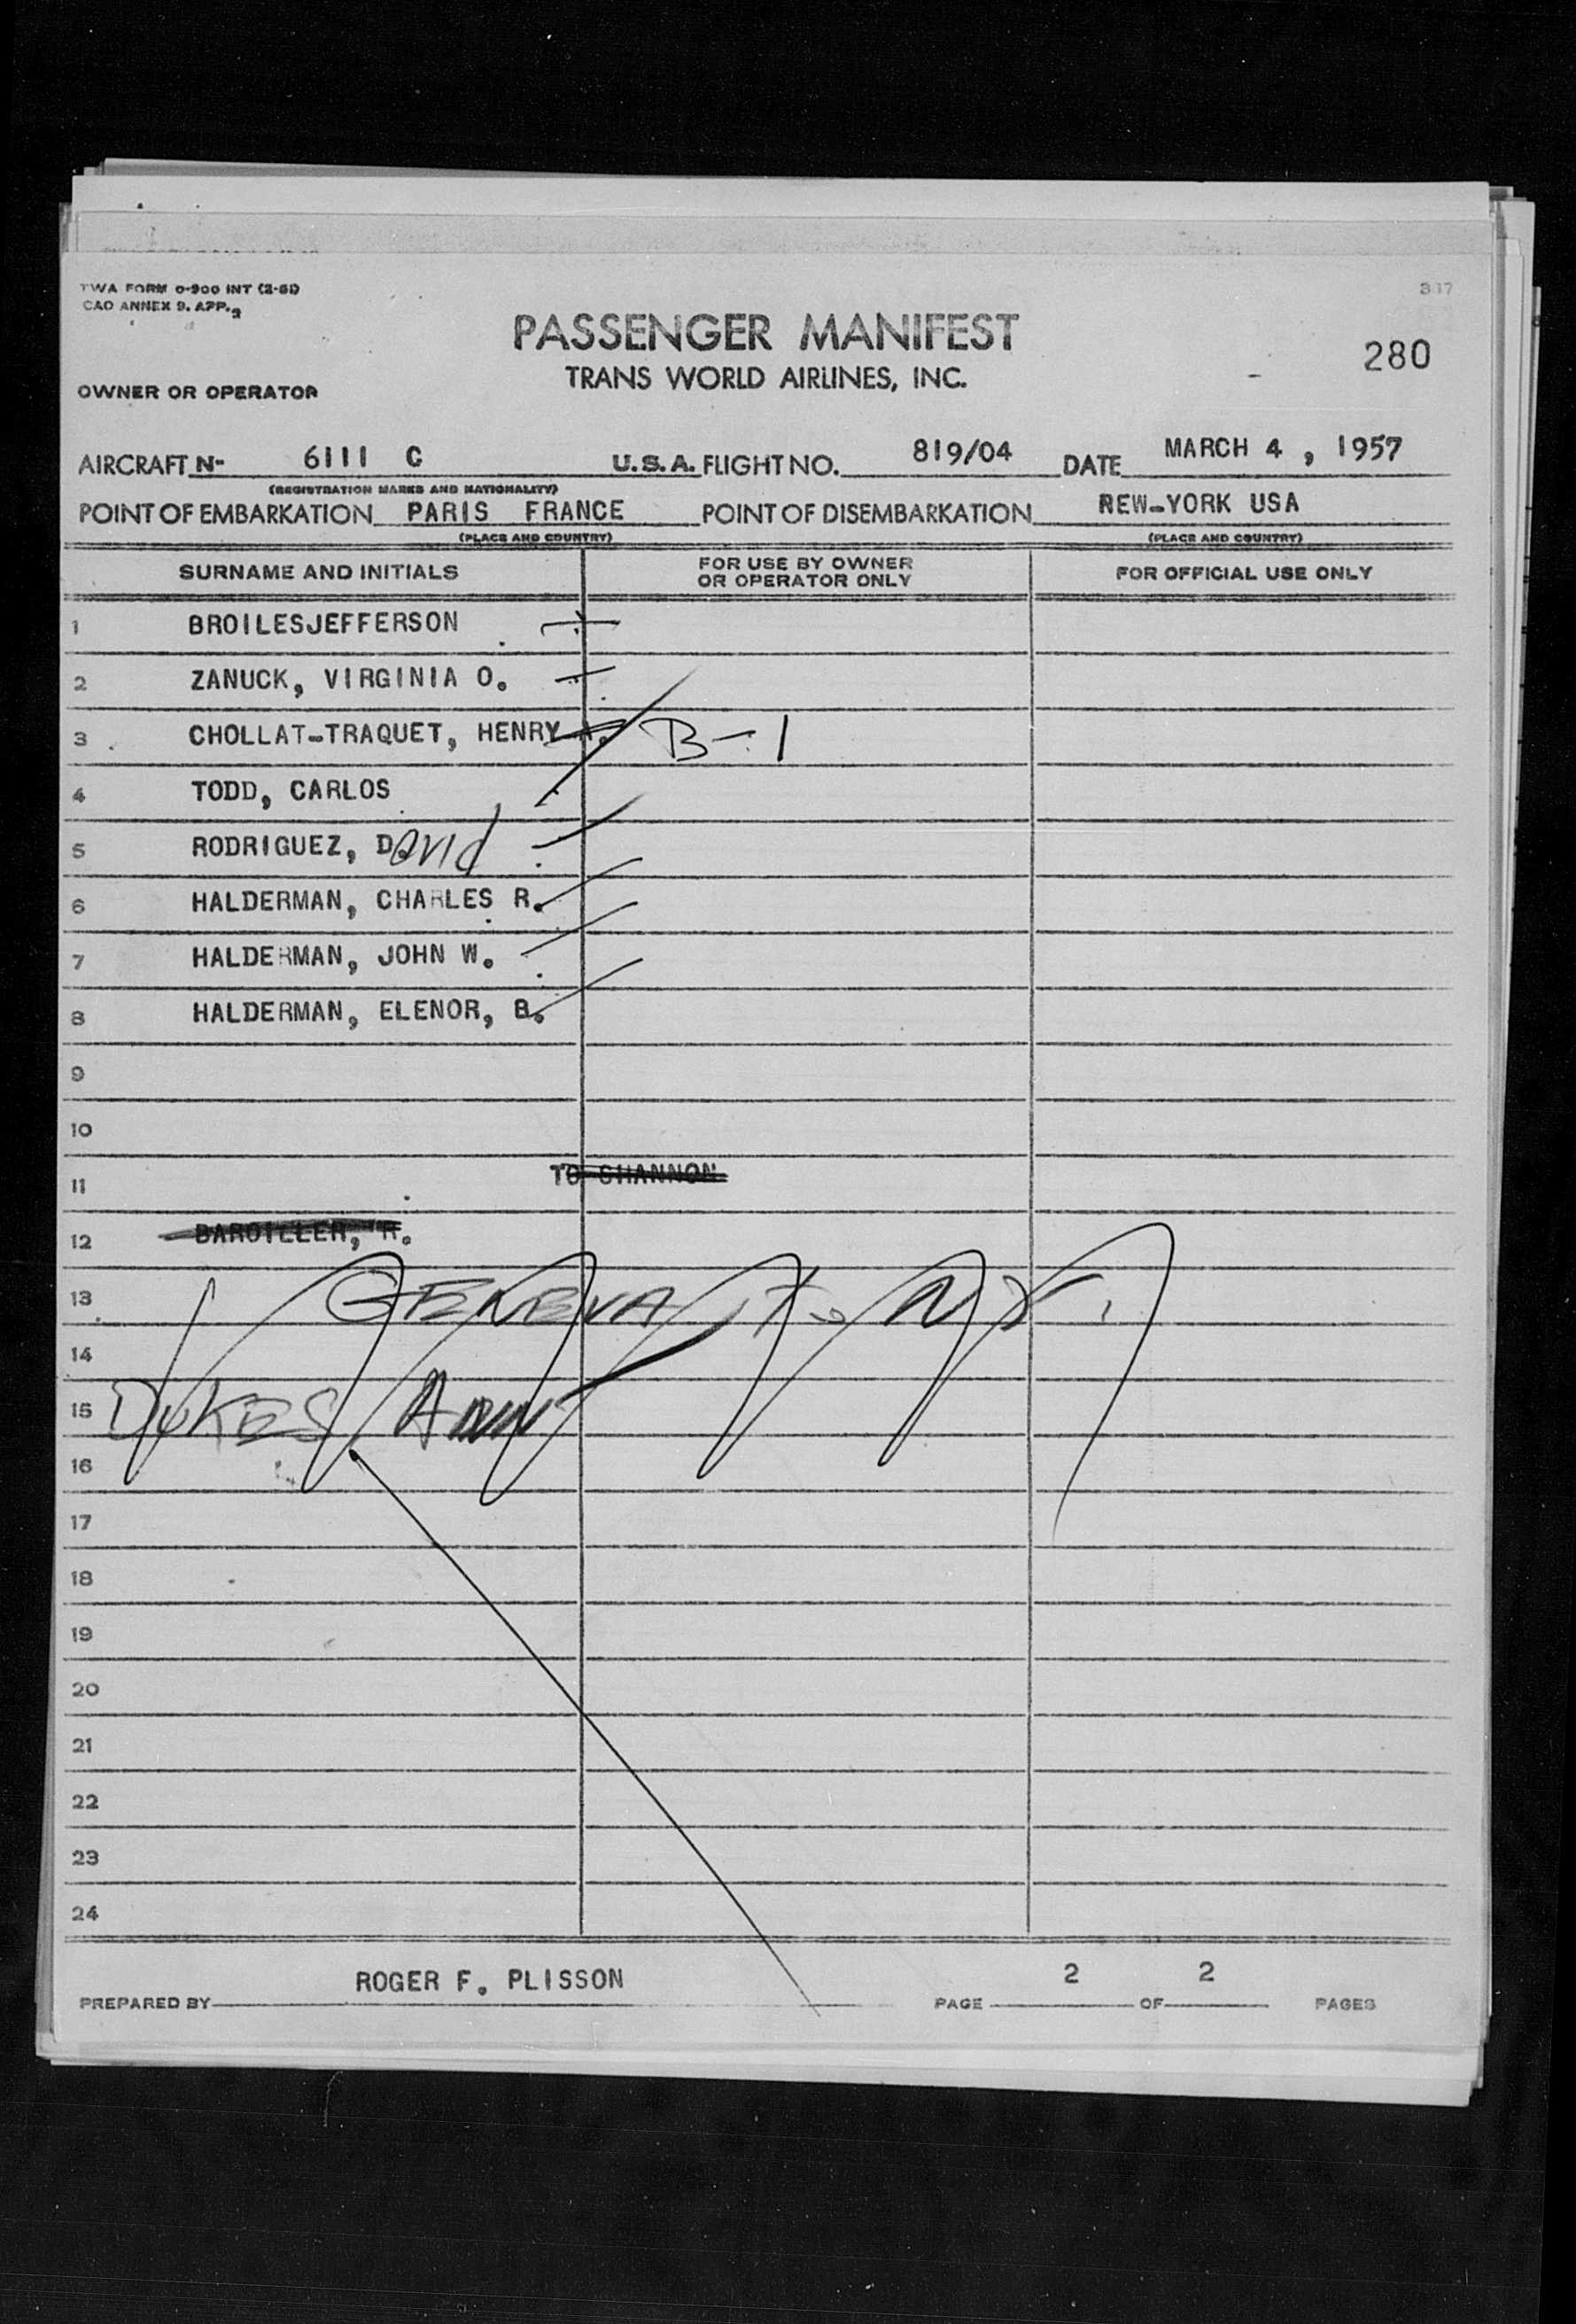 TWA FORM 0-900 INT (2-51)
CAO ANNEX 9. APP. 2
PASSENGER MANIFEST
280
TRANS WORLD AIRLINES, INC.
OWNER OR OPERATOR
AIRCRAFT N- 6111 C U.S.A. FLIGHT NO. 819/04 DATE MARCH 4, 1957
(REGISTRATION MARKS AND NATIONALITY)
POINT OF EMBARKATION PARIS FRANCE POINT OF DISEMBARKATION NEW-YORK USA
(PLACE AND COUNTRY) (PLACE AND COUNTRY)
SURNAME AND INITIALS FOR USE BY OWNER OR OPERATOR ONLY FOR OFFICIAL USE ONLY
1 BROILESJEFFERSON
2 ZANUCK, VIRGINIA O.
3 CHOLLAT-TRAQUET, HENRY B-1
4 TODD, CARLOS
5 RODRIGUEZ, David
6 HALDERMAN, CHARLES R.
7 HALDERMAN, JOHN W.
8 HALDERMAN, ELENOR, B.
9
10
11 TO SHANNON
12 BAROILLER, R.
13 GENEVA to N.Y.
14
15 DUKES Ann
16
17
18
19
20
21
22
23
24
PREPARED BY ROGER F. PLISSON PAGE 2 OF 2 PAGES